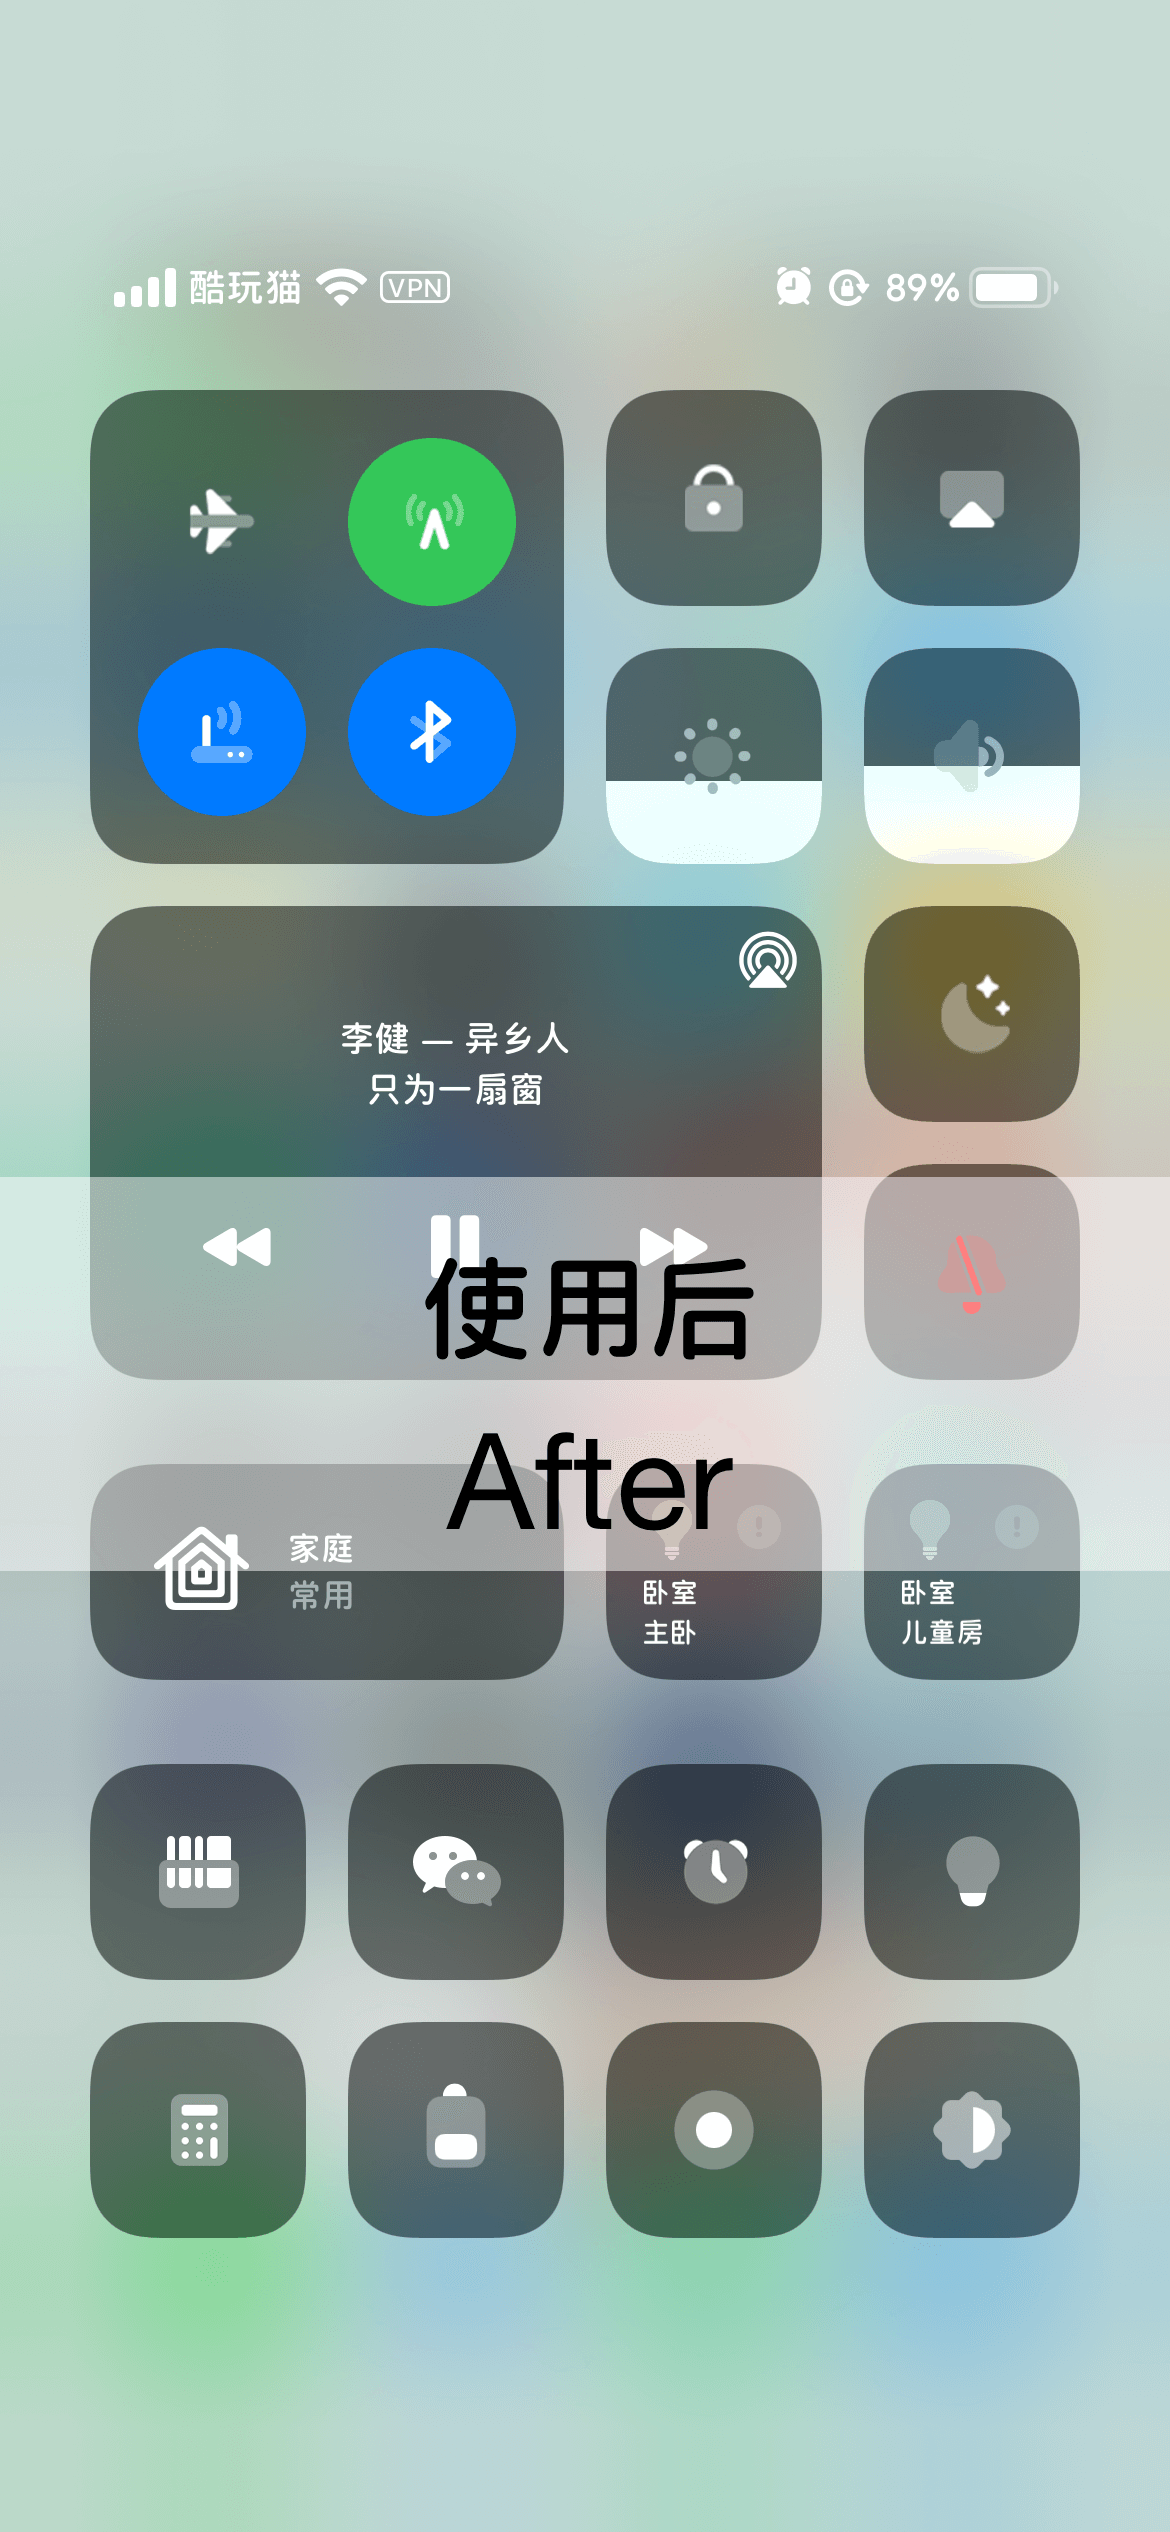 酷玩猫 VPN 89%
李健 — 异乡人
只为一扇窗
使用后
After
家庭
常用
卧室
主卧
卧室
儿童房